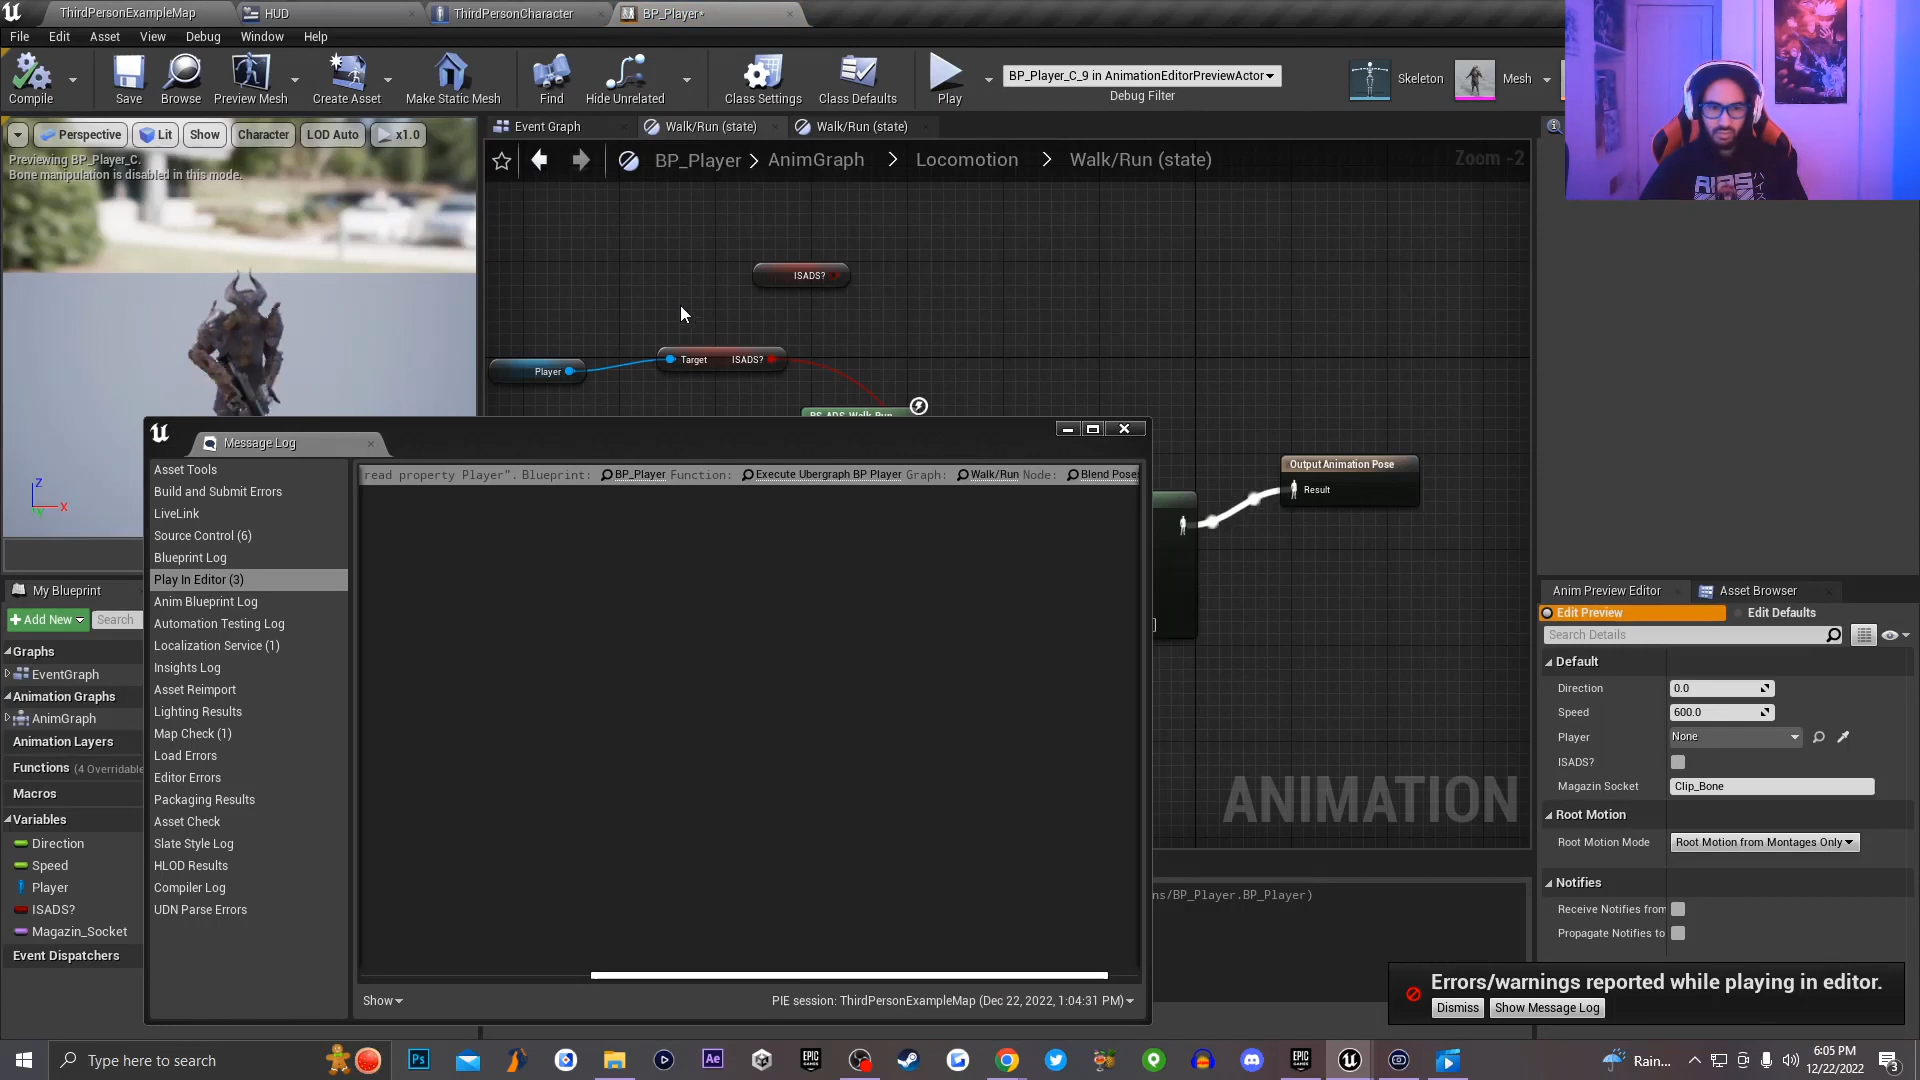 ThirdPersonExampleMap
HUD
ThirdPersonCharacter
BP_Player*
File Edit Asset View Debug Window Help
Compile
Save
Browse
Preview Mesh
Create Asset
Make Static Mesh
Find
Hide Unrelated
Class Settings
Class Defaults
Play
BP_Player_C_9 in AnimationEditorPreviewActor
Debug Filter
Skeleton
Mesh
Perspective
Lit
Show
Character
LOD Auto
x1.0
Previewing BP_Player_C.
Bone manipulation is disabled in this mode.
Event Graph
Walk/Run (state)
Walk/Run (state)
BP_Player > AnimGraph > Locomotion > Walk/Run (state)
Zoom -2
ISADS?
Player
Target ISADS?
BS_ADS_Walk_Run
Output Animation Pose
Result
ANIMATION
Message Log
Asset Tools
Build and Submit Errors
LiveLink
Source Control (6)
Blueprint Log
Play In Editor (3)
Anim Blueprint Log
Automation Testing Log
Localization Service (1)
Insights Log
Asset Reimport
Lighting Results
Map Check (1)
Load Errors
Editor Errors
Packaging Results
Asset Check
Slate Style Log
HLOD Results
Compiler Log
UDN Parse Errors
read property Player". Blueprint: BP_Player Function: Execute Ubergraph BP Player Graph: Walk/Run Node: Blend Poses
Show
PIE session: ThirdPersonExampleMap (Dec 22, 2022, 1:04:31 PM)
ns/BP_Player.BP_Player)
My Blueprint
+Add New
Search
Graphs
EventGraph
Animation Graphs
AnimGraph
Animation Layers
Functions (4 Overridable
Macros
Variables
Direction
Speed
Player
ISADS?
Magazin_Socket
Event Dispatchers
Anim Preview Editor
Asset Browser
Edit Preview
Edit Defaults
Search Details
Default
Direction 0.0
Speed 600.0
Player None
ISADS?
Magazin Socket Clip_Bone
Root Motion
Root Motion Mode Root Motion from Montages Only
Notifies
Receive Notifies from
Propagate Notifies to
Errors/warnings reported while playing in editor.
Dismiss
Show Message Log
Type here to search
Ps
Ae
EPIC GAMES
EPIC GAMES
Rain...
6:05 PM
12/22/2022
3